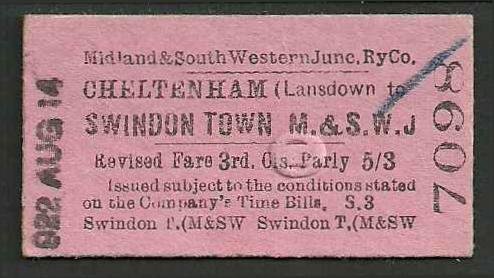 Midland & South Western Junc. Ry Co.
CHELTENHAM (Lansdown to
SWINDON TOWN M. & S. W. J
Revised Fare 3rd. Cls. Parly 5/3
Issued subject to the conditions stated
on the Company's Time Bills. S.3
Swindon T.(M&SW Swindon T,(M&SW
7098
922 AUG 14